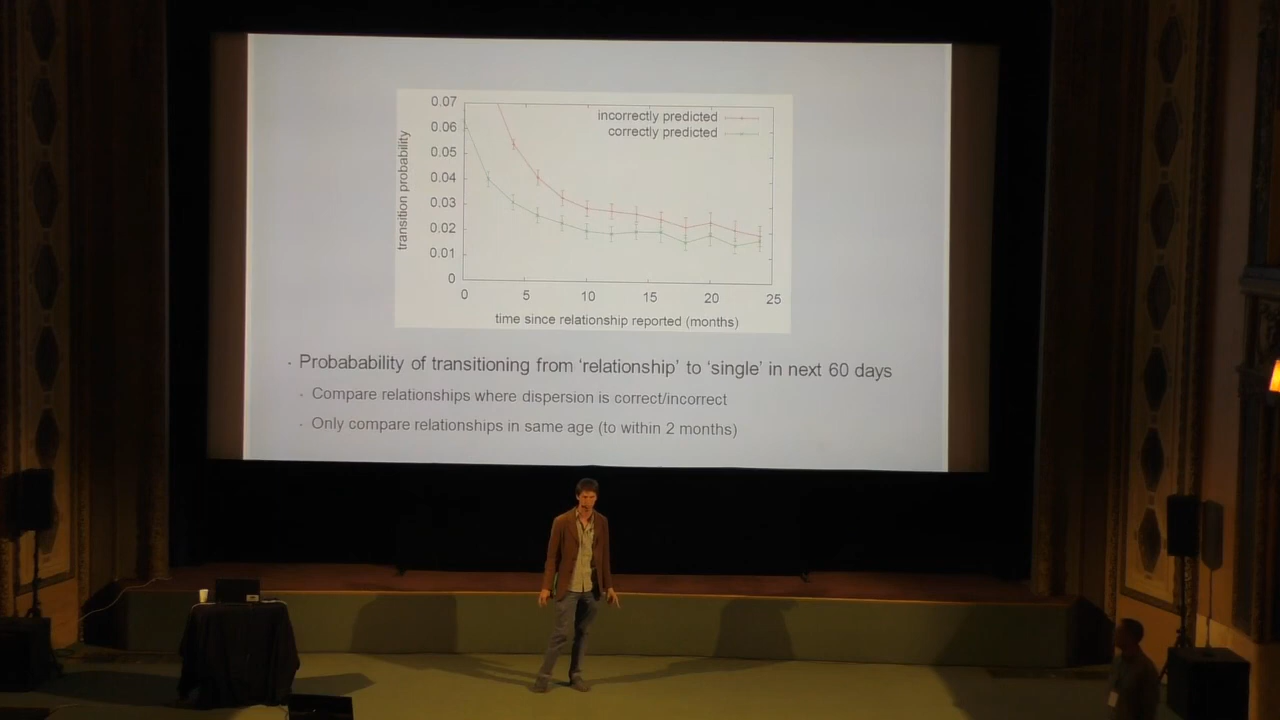 0.07
0.06
0.05
0.04
0.03
0.02
0.01
0
transition probability
incorrectly predicted
correctly predicted
0 5 10 15 20 25
time since relationship reported (months)
· Probabability of transitioning from ‘relationship’ to ‘single’ in next 60 days
· Compare relationships where dispersion is correct/incorrect
· Only compare relationships in same age (to within 2 months)